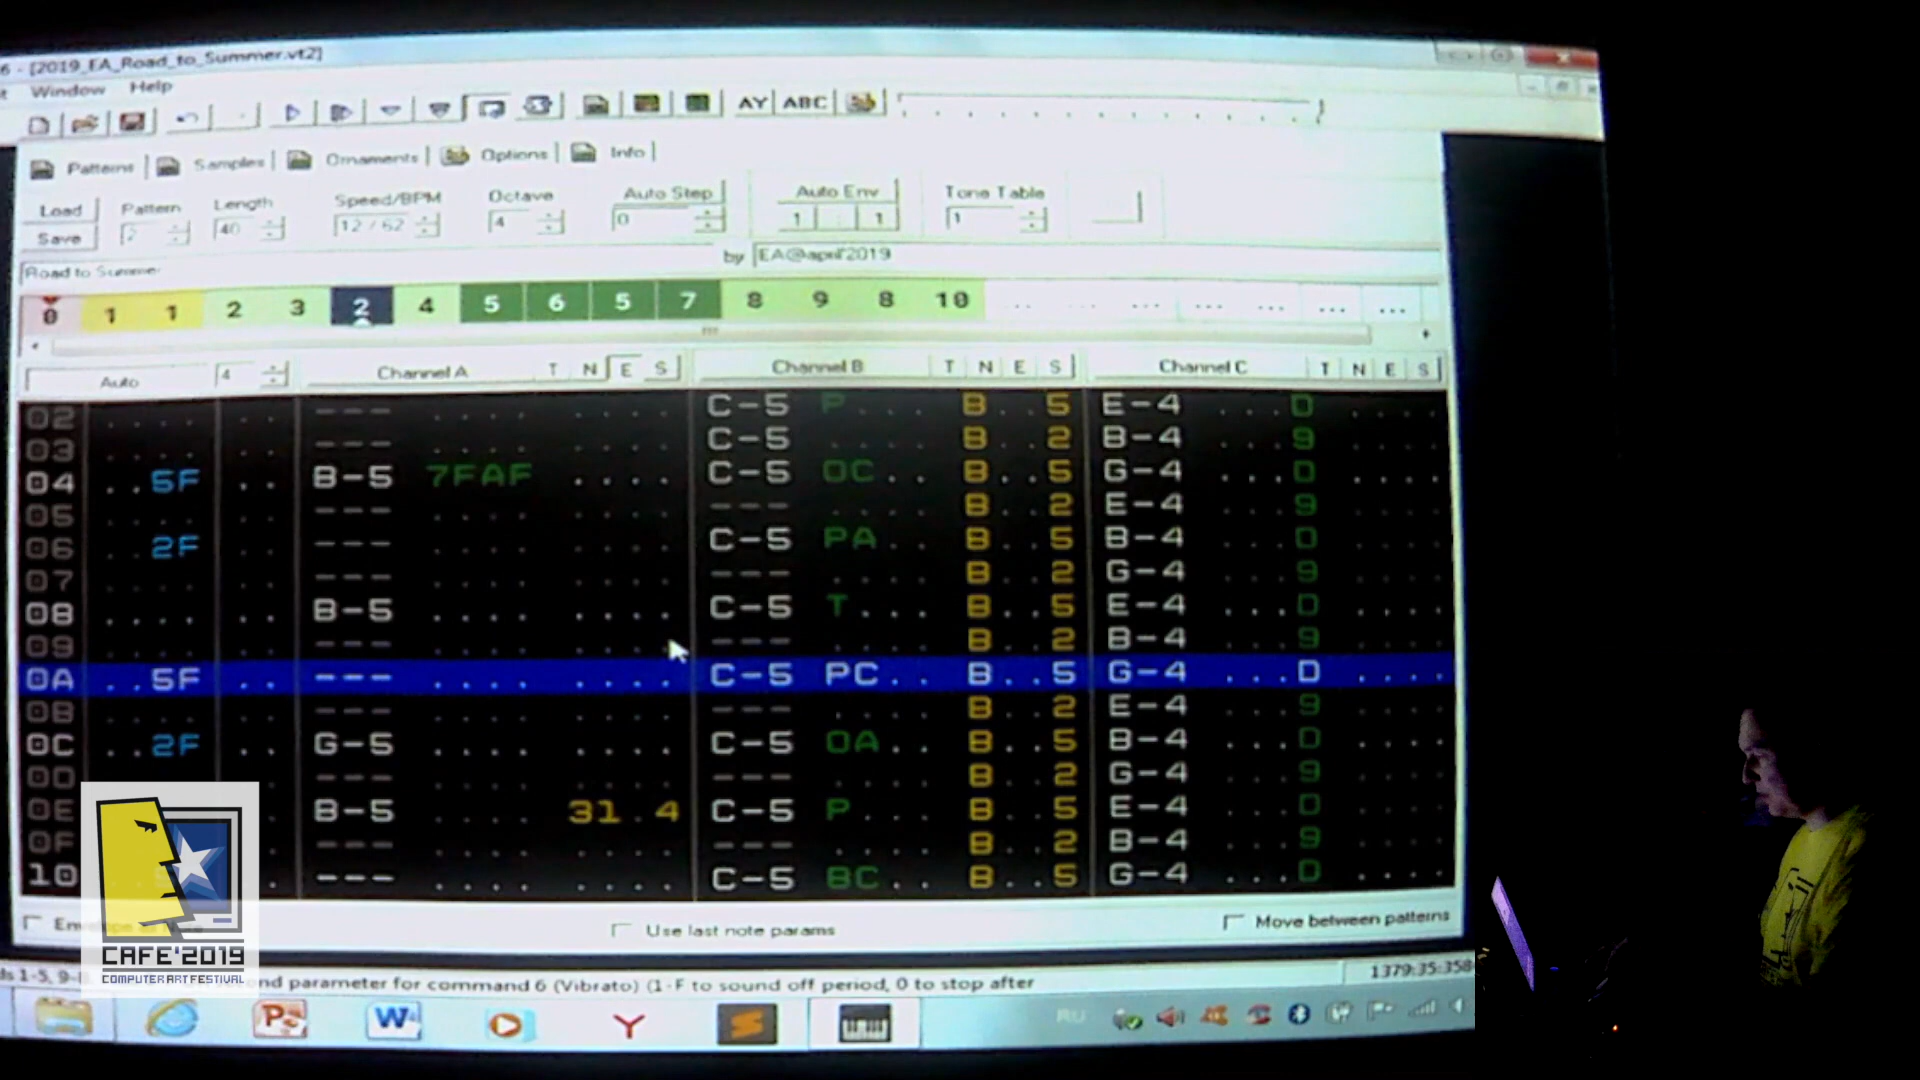 6 - [2019_EA_Road_to_Summer.vt2]
Window Help
AY ABC
Patterns Samples Ornaments Options Info
Load Pattern Length Speed/BPM Octave Auto Step Auto Env Tone Table
Save 2 40 12 / 62 4 0 1 1 1
Road to Summer by EA@april'2019
0 1 1 2 3 2 4 5 6 5 7 8 9 8 10 ... ... ... ... ... ... ...
Auto 4 Channel A T N E S Channel B T N E S Channel C T N E S
02 .... .. --- .... .... C-5 P... B..5 E-4 ...D ....
03 .... .. --- .... .... C-5 .... B..2 B-4 ...9 ....
04 ..5F .. B-5 7FAF .... C-5 OC.. B..5 G-4 ...D ....
05 .... .. --- .... .... --- .... B..2 E-4 ...9 ....
06 ..2F .. --- .... .... C-5 PA.. B..5 B-4 ...D ....
07 .... .. --- .... .... --- .... B..2 G-4 ...9 ....
08 .... .. B-5 .... .... C-5 T... B..5 E-4 ...D ....
09 .... .. --- .... .... --- .... B..2 B-4 ...9 ....
0A ..5F .. --- .... .... C-5 PC.. B..5 G-4 ...D ....
0B .... .. --- .... .... --- .... B..2 E-4 ...9 ....
0C ..2F .. G-5 .... .... C-5 OA.. B..5 B-4 ...D ....
0D --- .... .... --- .... B..2 G-4 ...9 ....
0E B-5 .... 31.4 C-5 P... B..5 E-4 ...D ....
0F --- .... .... --- .... B..2 B-4 ...9 ....
10 --- .... .... C-5 BC.. B..5 G-4 ...D ....
Use last note params Move between patterns
CAFE'2019
COMPUTER ART FESTIVAL
parameter for command 6 (Vibrato) (1-F to sound off period, 0 to stop after
1379:35:358
W Y S RU